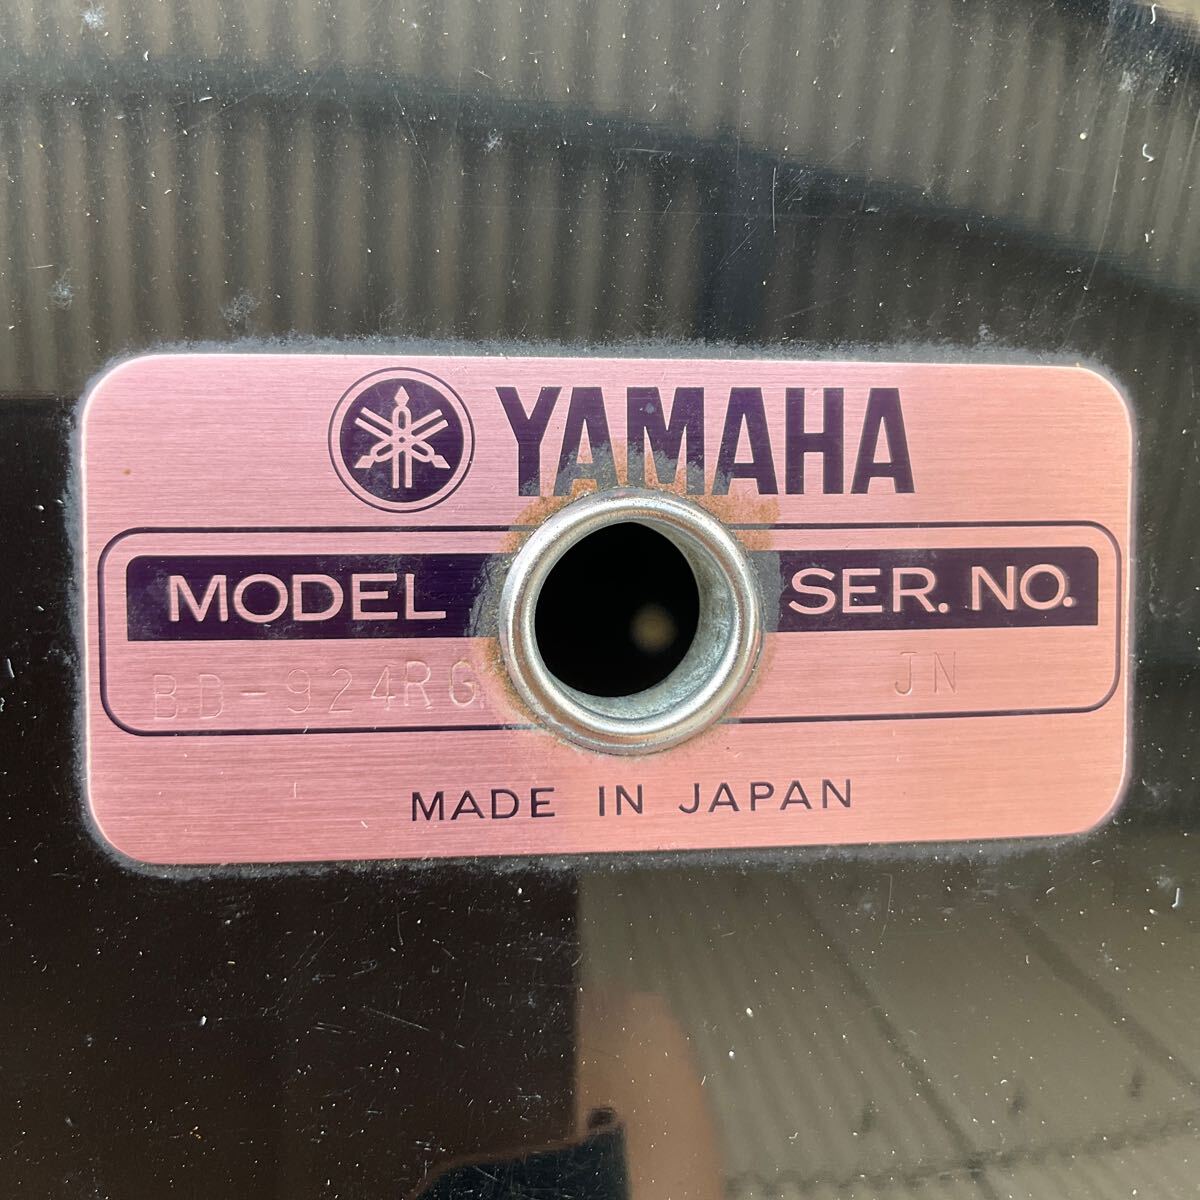 YAMAHA
MODEL SER. NO.
BD-924RG JN
MADE IN JAPAN